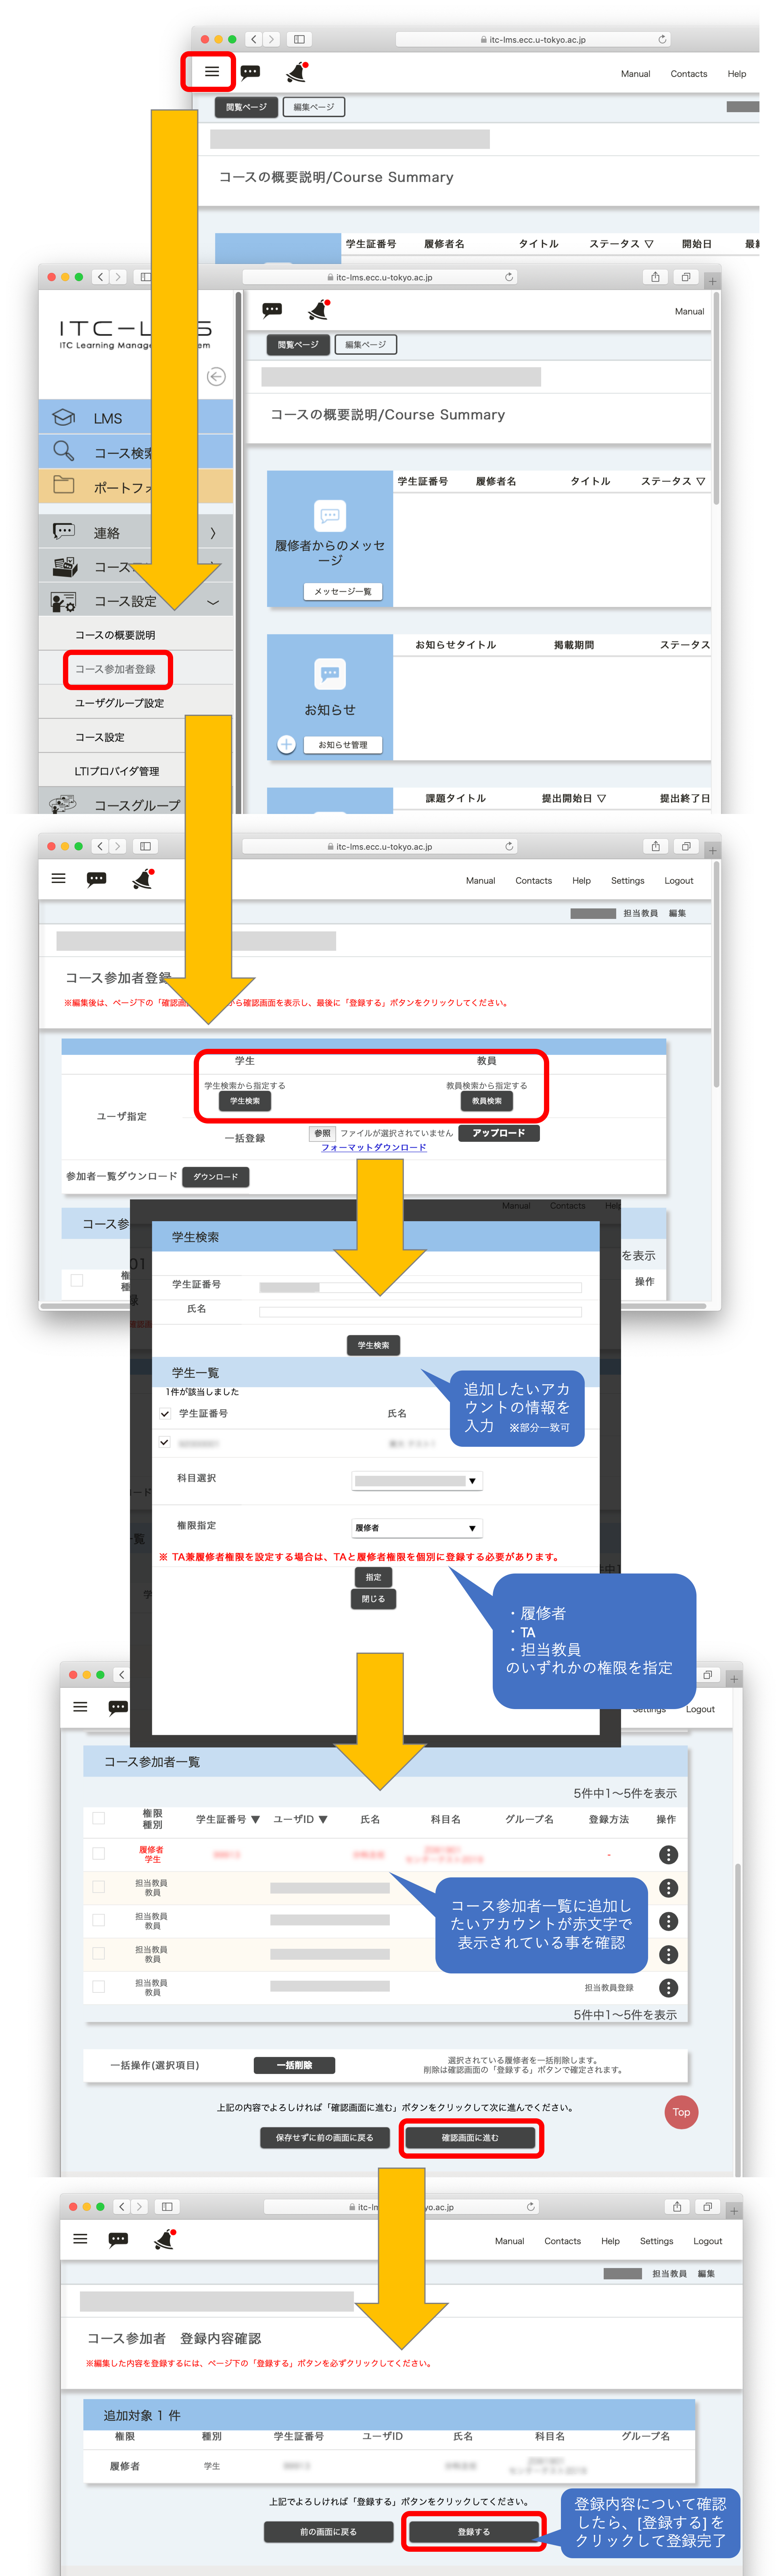 itc-lms.ecc.u-tokyo.ac.jp
Manual Contacts Help
閲覧ページ 編集ページ
コースの概要説明/Course Summary
学生証番号 履修者名 タイトル ステータス ▽ 開始日
itc-lms.ecc.u-tokyo.ac.jp
ITC Learning
Manual
閲覧ページ 編集ページ
コースの概要説明/Course Summary
LMS
コース検索
連絡
コース設定
コースの概要説明
コース参加者登録
ユーザグループ設定
コース設定
LTIプロバイダ管理
コースグループ
学生証番号 履修者名 タイトル ステータス ▽
履修者からのメッセ
ージ
メッセージ一覧
お知らせタイトル 掲載期間 ステータス
お知らせ
お知らせ管理
課題タイトル 提出開始日 ▽ 提出終了日
itc-lms.ecc.u-tokyo.ac.jp
Manual Contacts Help Settings Logout
担当教員 編集
コース参加者登録
※編集後は、ページ下の「確認画 から確認画面を表示し、最後に「登録する」ボタンをクリックしてください。
学生 教員
学生検索から指定する 教員検索から指定する
学生検索 教員検索
ユーザ指定
一括登録 参照 ファイルが選択されていません アップロード
フォーマットダウンロード
参加者一覧ダウンロード ダウンロード
コース参
を表示
操作
Manual Contacts
学生検索
学生証番号
氏名
学生検索
学生一覧
1件が該当しました
学生証番号 氏名
追加したいアカ
ウントの情報を
入力 ※部分一致可
科目選択 ▼
権限指定 履修者 ▼
※ TA兼履修者権限を設定する場合は、TAと履修者権限を個別に登録する必要があります。
指定
閉じる
・履修者
・TA
・担当教員
のいずれかの権限を指定
Settings Logout
コース参加者一覧
5件中1~5件を表示
権限
種別 学生証番号 ▼ ユーザID ▼ 氏名 科目名 グループ名 登録方法 操作
履修者
学生 -
担当教員
教員
担当教員
教員
担当教員
教員
担当教員
教員 担当教員登録
コース参加者一覧に追加し
たいアカウントが赤文字で
表示されている事を確認
5件中1~5件を表示
一括操作(選択項目) 一括削除 選択されている履修者を一括削除します。
削除は確認画面の「登録する」ボタンで確定されます。
上記の内容でよろしければ「確認画面に進む」ボタンをクリックして次に進んでください。
Top
保存せずに前の画面に戻る 確認画面に進む
Manual Contacts Help Settings Logout
担当教員 編集
コース参加者 登録内容確認
※編集した内容を登録するには、ページ下の「登録する」ボタンを必ずクリックしてください。
追加対象 1 件
権限 種別 学生証番号 ユーザID 氏名 科目名 グループ名
履修者 学生
上記でよろしければ「登録する」ボタンをクリックしてください。
前の画面に戻る 登録する
登録内容について確認
したら、[登録する]を
クリックして登録完了